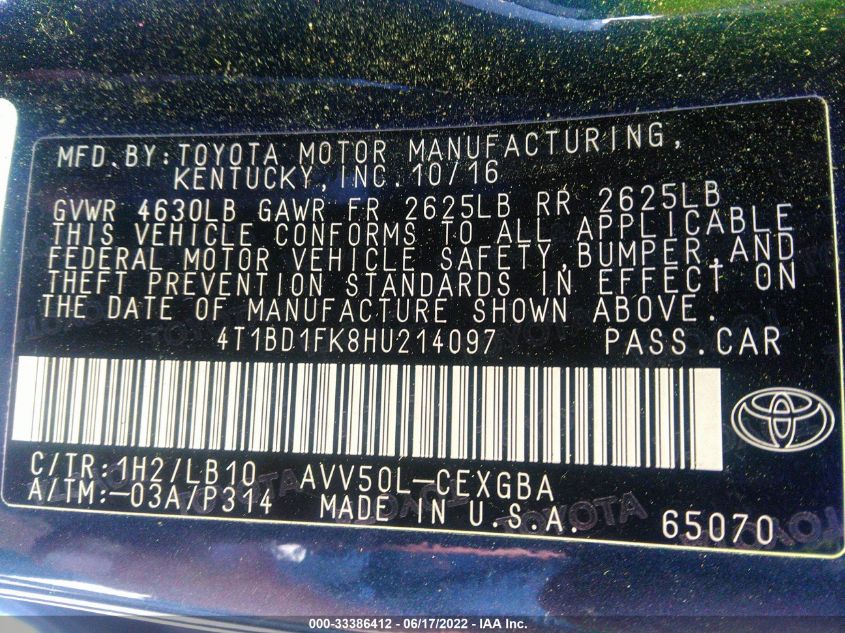 MFD.BY:TOYOTA MOTOR MANUFACTURING,
KENTUCKY,INC.10/16
GVWR 4630LB GAWR FR 2625LB RR 2625LB
THIS VEHICLE CONFORMS TO ALL APPLICABLE
FEDERAL MOTOR VEHICLE SAFETY,BUMPER,AND
THEFT PREVENTION STANDARDS IN EFFECT ON
THE DATE OF MANUFACTURE SHOWN ABOVE.
4T1BD1FK8HU214097 PASS.CAR
C/TR:1H2/LB10 AVV50L-CEXGBA
A/TM:-03A/P314 MADE IN U.S.A. 65070
000-33386412 - 06/17/2022 - IAA Inc.